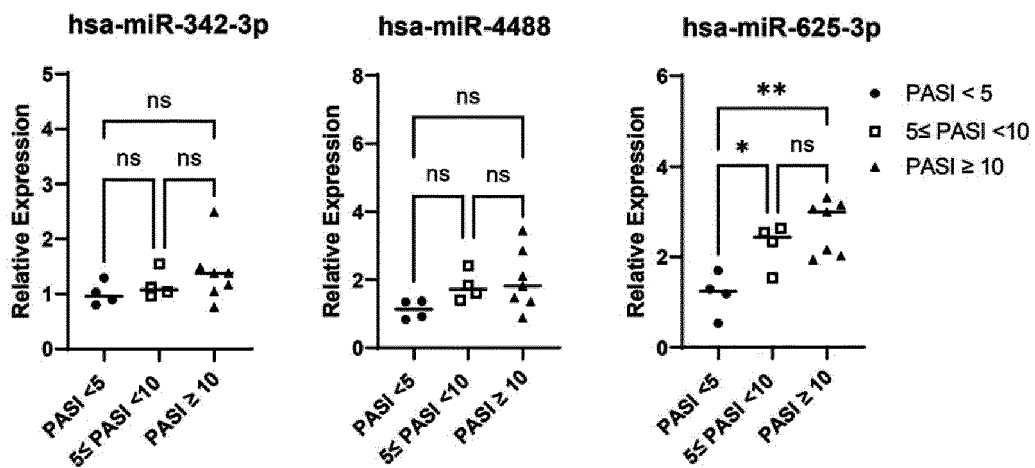 hsa-miR-342-3p
Relative Expression
5
4
3
2
1
0
ns
ns
ns
PASI <5
5≤ PASI <10
PASI ≥ 10
hsa-miR-4488
Relative Expression
8
6
4
2
0
ns
ns
ns
PASI <5
5≤ PASI <10
PASI ≥ 10
hsa-miR-625-3p
Relative Expression
6
4
2
0
**
*
ns
PASI <5
5≤ PASI <10
PASI ≥ 10
PASI < 5
5≤ PASI <10
PASI ≥ 10